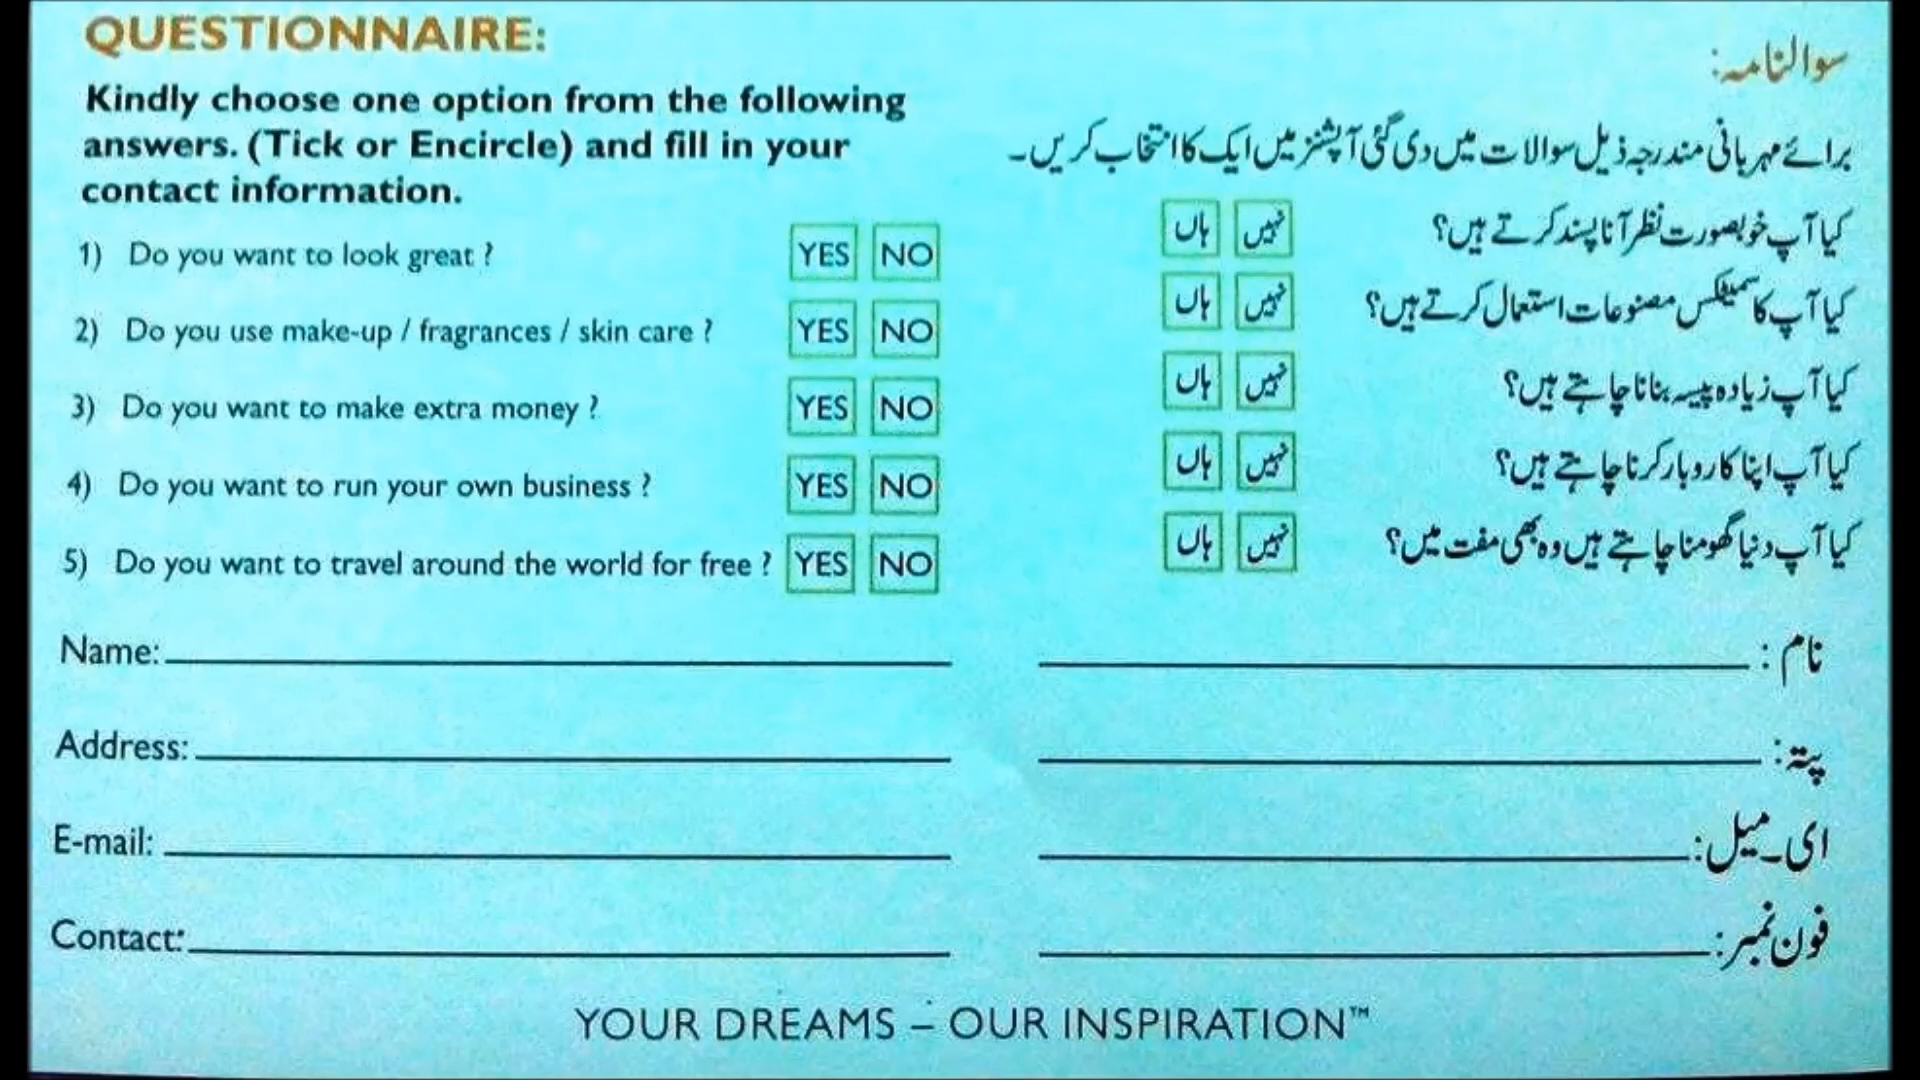 QUESTIONNAIRE:
Kindly choose one option from the following
answers. (Tick or Encircle) and fill in your
contact information.
1) Do you want to look great ? YES NO
2) Do you use make-up / fragrances / skin care ? YES NO
3) Do you want to make extra money ? YES NO
4) Do you want to run your own business ? YES NO
5) Do you want to travel around the world for free ? YES NO
Name:
Address:
E-mail:
Contact:
سوالنامہ:
برائے مہربانی مندرجہ ذیل سوالات میں دی گئی آپشنز میں ایک کا انتخاب کریں۔
کیا آپ خوبصورت نظر آنا پسند کرتے ہیں؟ نہیں ہاں
کیا آپ کاسمیٹکس مصنوعات استعمال کرتے ہیں؟ نہیں ہاں
کیا آپ زیادہ پیسہ بنانا چاہتے ہیں؟ نہیں ہاں
کیا آپ اپنا کاروبار کرنا چاہتے ہیں؟ نہیں ہاں
کیا آپ دنیا گھومنا چاہتے ہیں وہ بھی مفت میں؟ نہیں ہاں
نام :
پتہ:
ای۔میل:
فون نمبر:
YOUR DREAMS – OUR INSPIRATION™